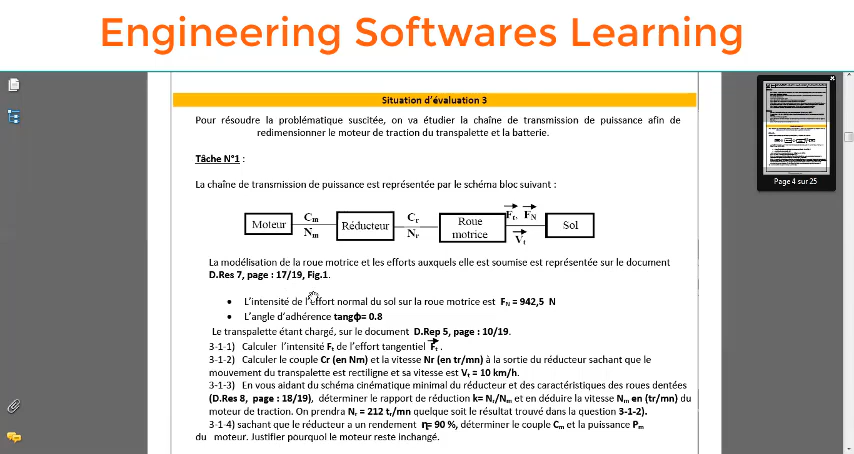 Engineering Softwares Learning
Situation d'évaluation 3
Pour résoudre la problématique suscitée, on va étudier la chaîne de transmission de puissance afin de
redimensionner le moteur de traction du transpalette et la batterie.
Tâche N°1 :
La chaîne de transmission de puissance est représentée par le schéma bloc suivant :
Moteur Cm Nm Réducteur Cr Nr Roue motrice Ft, FN Vt Sol
La modélisation de la roue motrice et les efforts auxquels elle est soumise est représentée sur le document
D.Res 7, page : 17/19, Fig.1.
• L'intensité de l'effort normal du sol sur la roue motrice est FN = 942,5 N
• L'angle d'adhérence tangϕ= 0.8
Le transpalette étant chargé, sur le document D.Rep 5, page : 10/19.
3-1-1) Calculer l'intensité Ft de l'effort tangentiel Ft.
3-1-2) Calculer le couple Cr (en Nm) et la vitesse Nr (en tr/mn) à la sortie du réducteur sachant que le
mouvement du transpalette est rectiligne et sa vitesse est Vt = 10 km/h.
3-1-3) En vous aidant du schéma cinématique minimal du réducteur et des caractéristiques des roues dentées
(D.Res 8, page : 18/19), déterminer le rapport de réduction k= Nr/Nm et en déduire la vitesse Nm en (tr/mn) du
moteur de traction. On prendra Nr = 212 tr/mn quelque soit le résultat trouvé dans la question 3-1-2).
3-1-4) sachant que le réducteur a un rendement η= 90 %, déterminer le couple Cm et la puissance Pm
du moteur. Justifier pourquoi le moteur reste inchangé.
Page 4 sur 25